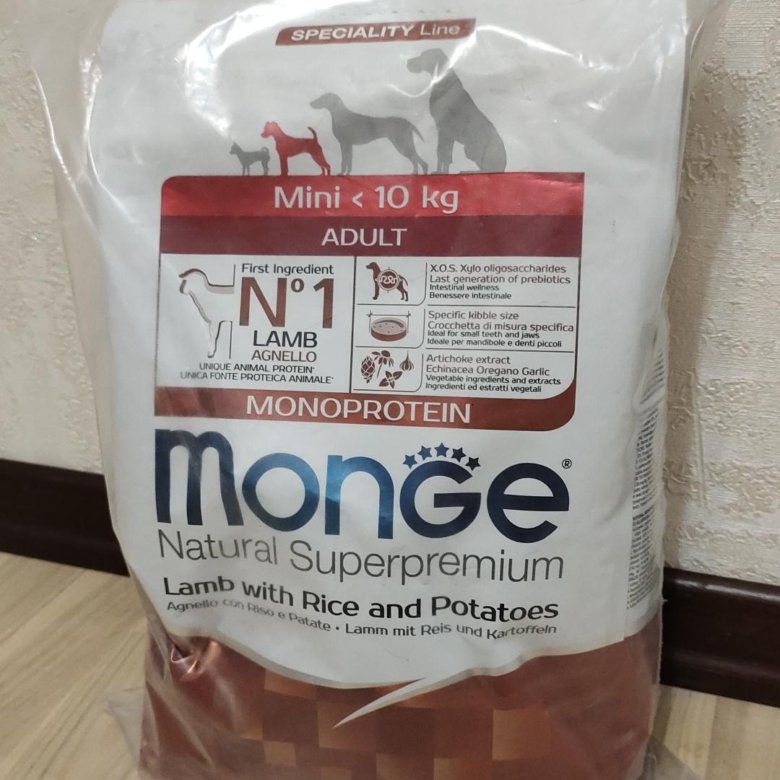 SPECIALITY Line
Mini < 10 kg
ADULT
First Ingredient
N°1
LAMB
AGNELLO
UNIQUE ANIMAL PROTEIN*
UNICA FONTE PROTEICA ANIMALE*
X.O.S. Xylo oligosaccharides
Last generation of prebiotics
Intestinal wellness
Benessere intestinale
Specific kibble size
Crocchetta di misura specifica
Ideal for small teeth and jaws
Ideale per mandibole e denti piccoli
Artichoke extract
Echinacea Oregano Garlic
Vegetable ingredients and extracts
Ingredienti ed estratti vegetali
MONOPROTEIN
monGe®
Natural Superpremium
Lamb with Rice and Potatoes
Agnello con Riso e Patate • Lamm mit Reis und Kartoffeln